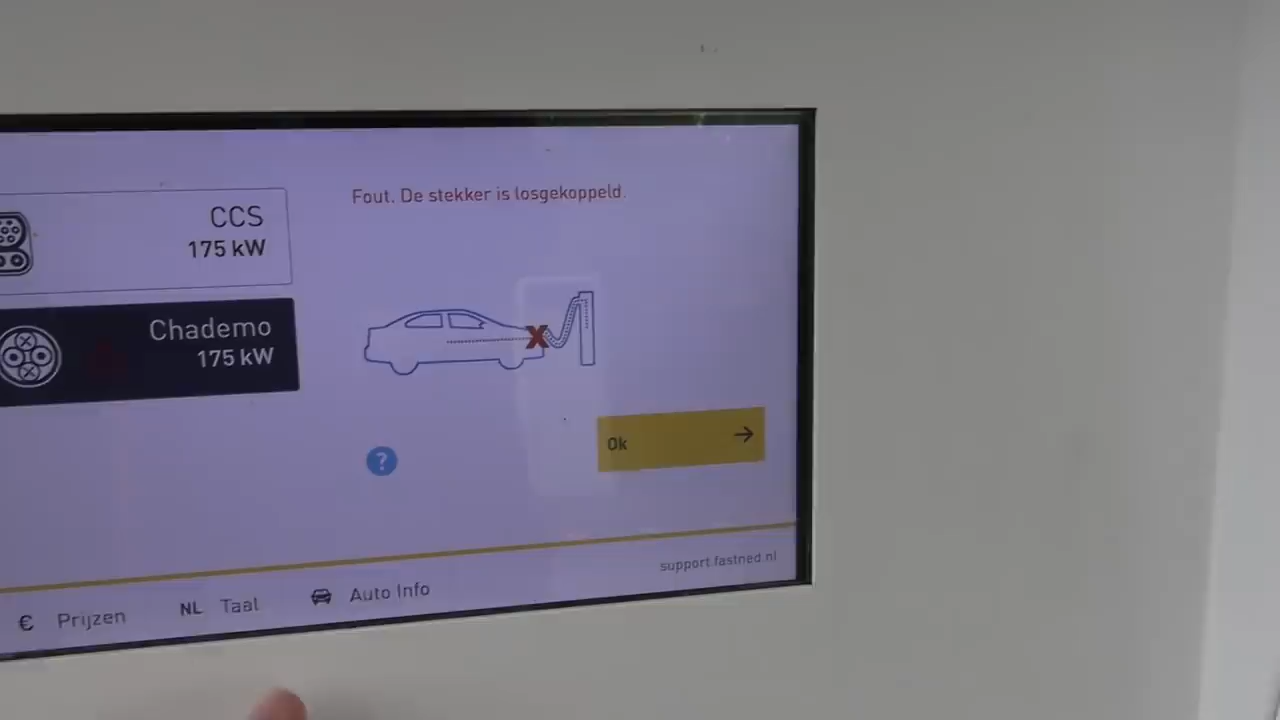 CCS
175 kW
Chademo
175 kW
Fout. De stekker is losgekoppeld.
?
Ok
support.fastned.nl
€ Prijzen
NL Taal
Auto Info